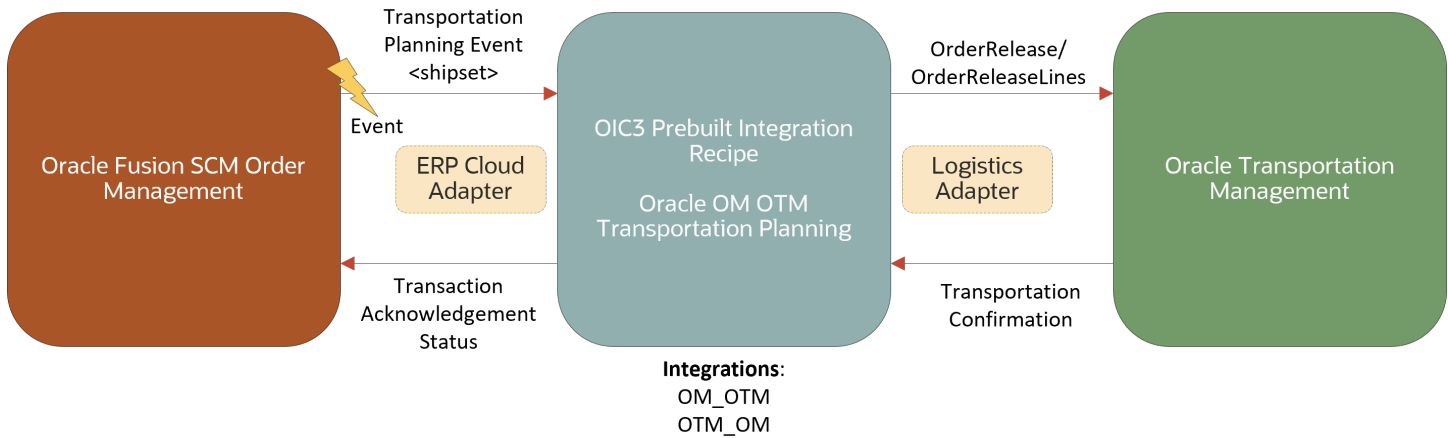 Transportation
Planning Event
<shipset>
Event
OrderRelease/
OrderReleaseLines
Oracle Fusion SCM Order
Management
ERP Cloud
Adapter
OIC3 Prebuilt Integration
Recipe
Oracle OM OTM
Transportation Planning
Logistics
Adapter
Oracle Transportation
Management
Transaction
Acknowledgement
Status
Transportation
Confirmation
Integrations:
OM_OTM
OTM_OM